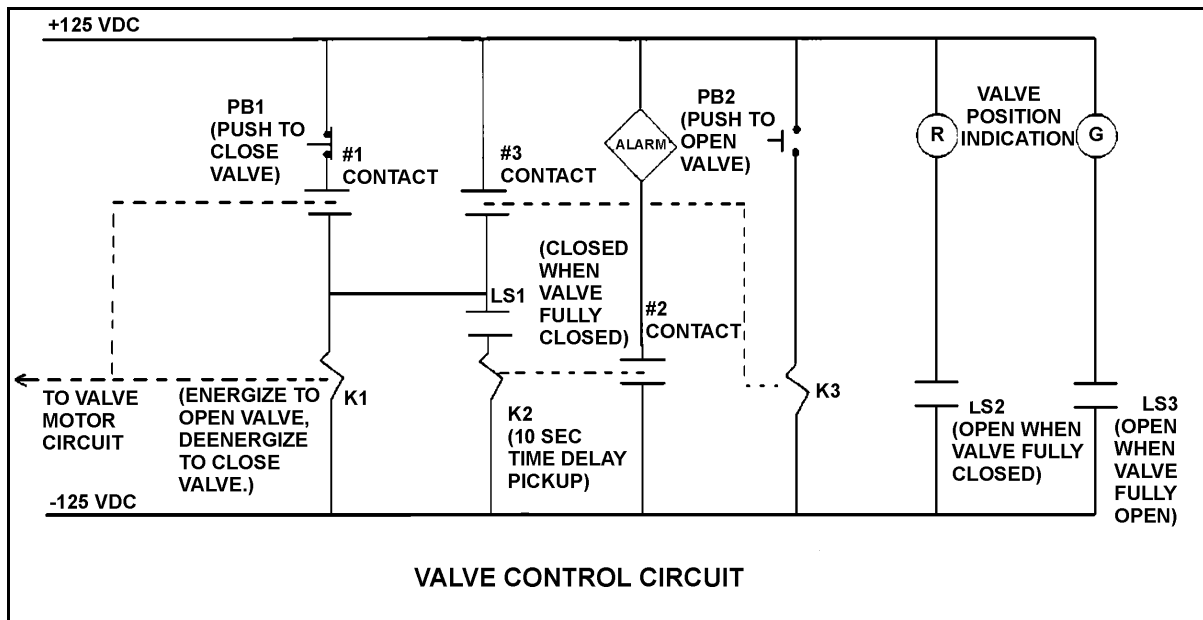 +125 VDC
PB1
(PUSH TO
CLOSE
VALVE)
#1
CONTACT
#3
CONTACT
ALARM
PB2
(PUSH TO
OPEN
VALVE)
R
VALVE
POSITION
INDICATION
G
LS1
(CLOSED
WHEN
VALVE
FULLY
CLOSED)
#2
CONTACT
TO VALVE
MOTOR
CIRCUIT
(ENERGIZE TO
OPEN VALVE,
DEENERGIZE
TO CLOSE
VALVE.)
K1
K2
(10 SEC
TIME DELAY
PICKUP)
K3
LS2
(OPEN WHEN
VALVE FULLY
CLOSED)
LS3
(OPEN
WHEN
VALVE
FULLY
OPEN)
-125 VDC
VALVE CONTROL CIRCUIT